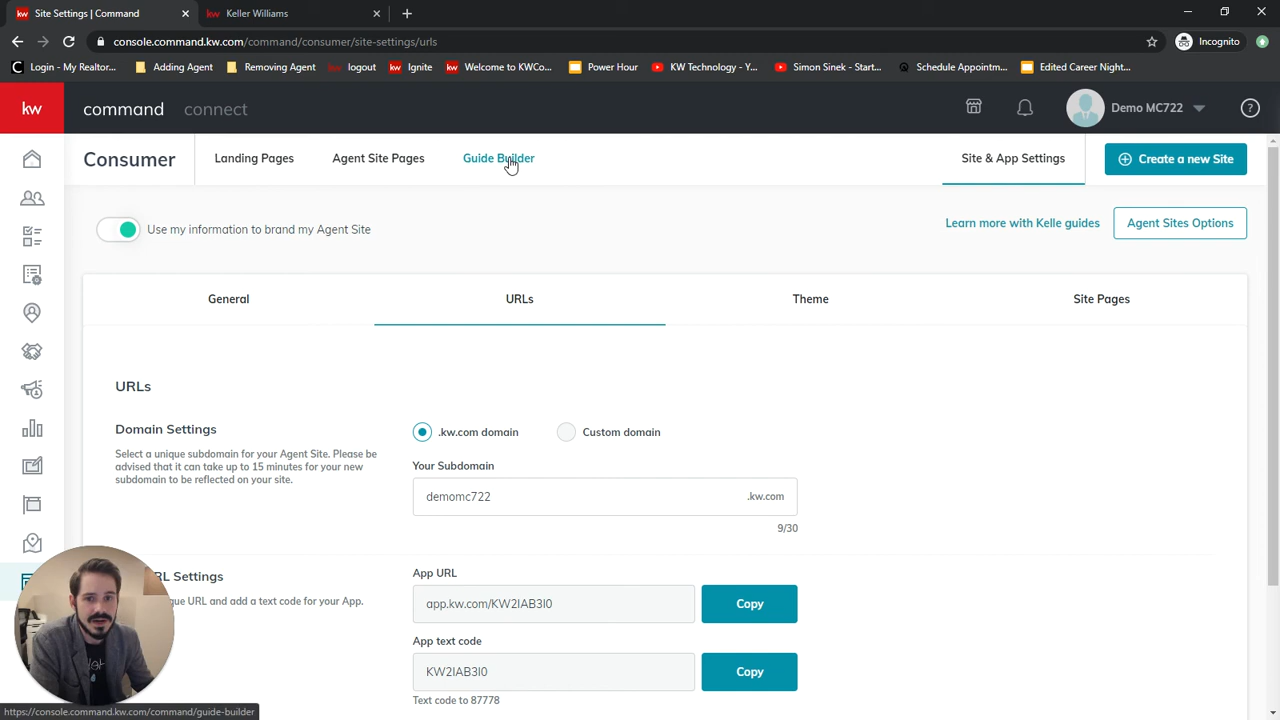 Site Settings | Command
Keller Williams
console.command.kw.com/command/consumer/site-settings/urls
Incognito
Login - My Realtor...
Adding Agent
Removing Agent
logout
Ignite
Welcome to KWCo...
Power Hour
KW Technology - Y...
Simon Sinek - Start...
Schedule Appointm...
Edited Career Night...
kw
command
connect
Demo MC722
Consumer
Landing Pages
Agent Site Pages
Guide Builder
Site & App Settings
Create a new Site
Use my information to brand my Agent Site
Learn more with Kelle guides
Agent Sites Options
General
URLs
Theme
Site Pages
URLs
Domain Settings
Select a unique subdomain for your Agent Site. Please be
advised that it can take up to 15 minutes for your new
subdomain to be reflected on your site.
.kw.com domain
Custom domain
Your Subdomain
demomc722
.kw.com
9/30
Settings
URL and add a text code for your App.
App URL
app.kw.com/KW2IAB3I0
Copy
App text code
KW2IAB3I0
Copy
Text code to 87778
https://console.command.kw.com/command/guide-builder